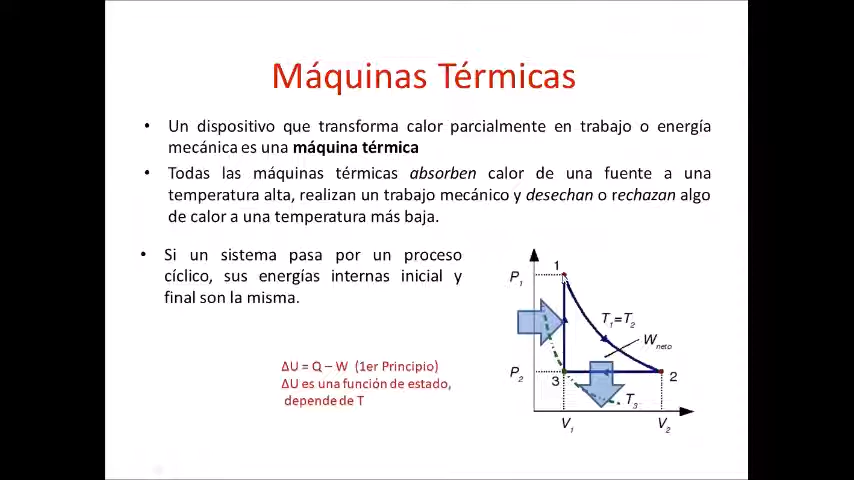 Máquinas Térmicas
• Un dispositivo que transforma calor parcialmente en trabajo o energía
mecánica es una máquina térmica
• Todas las máquinas térmicas absorben calor de una fuente a una
temperatura alta, realizan un trabajo mecánico y desechan o rechazan algo
de calor a una temperatura más baja.
• Si un sistema pasa por un proceso
cíclico, sus energías internas inicial y
final son la misma.
ΔU = Q – W (1er Principio)
ΔU es una función de estado,
depende de T
1
P1
T1=T2
Wneto
P2
3
2
T3
V1
V2